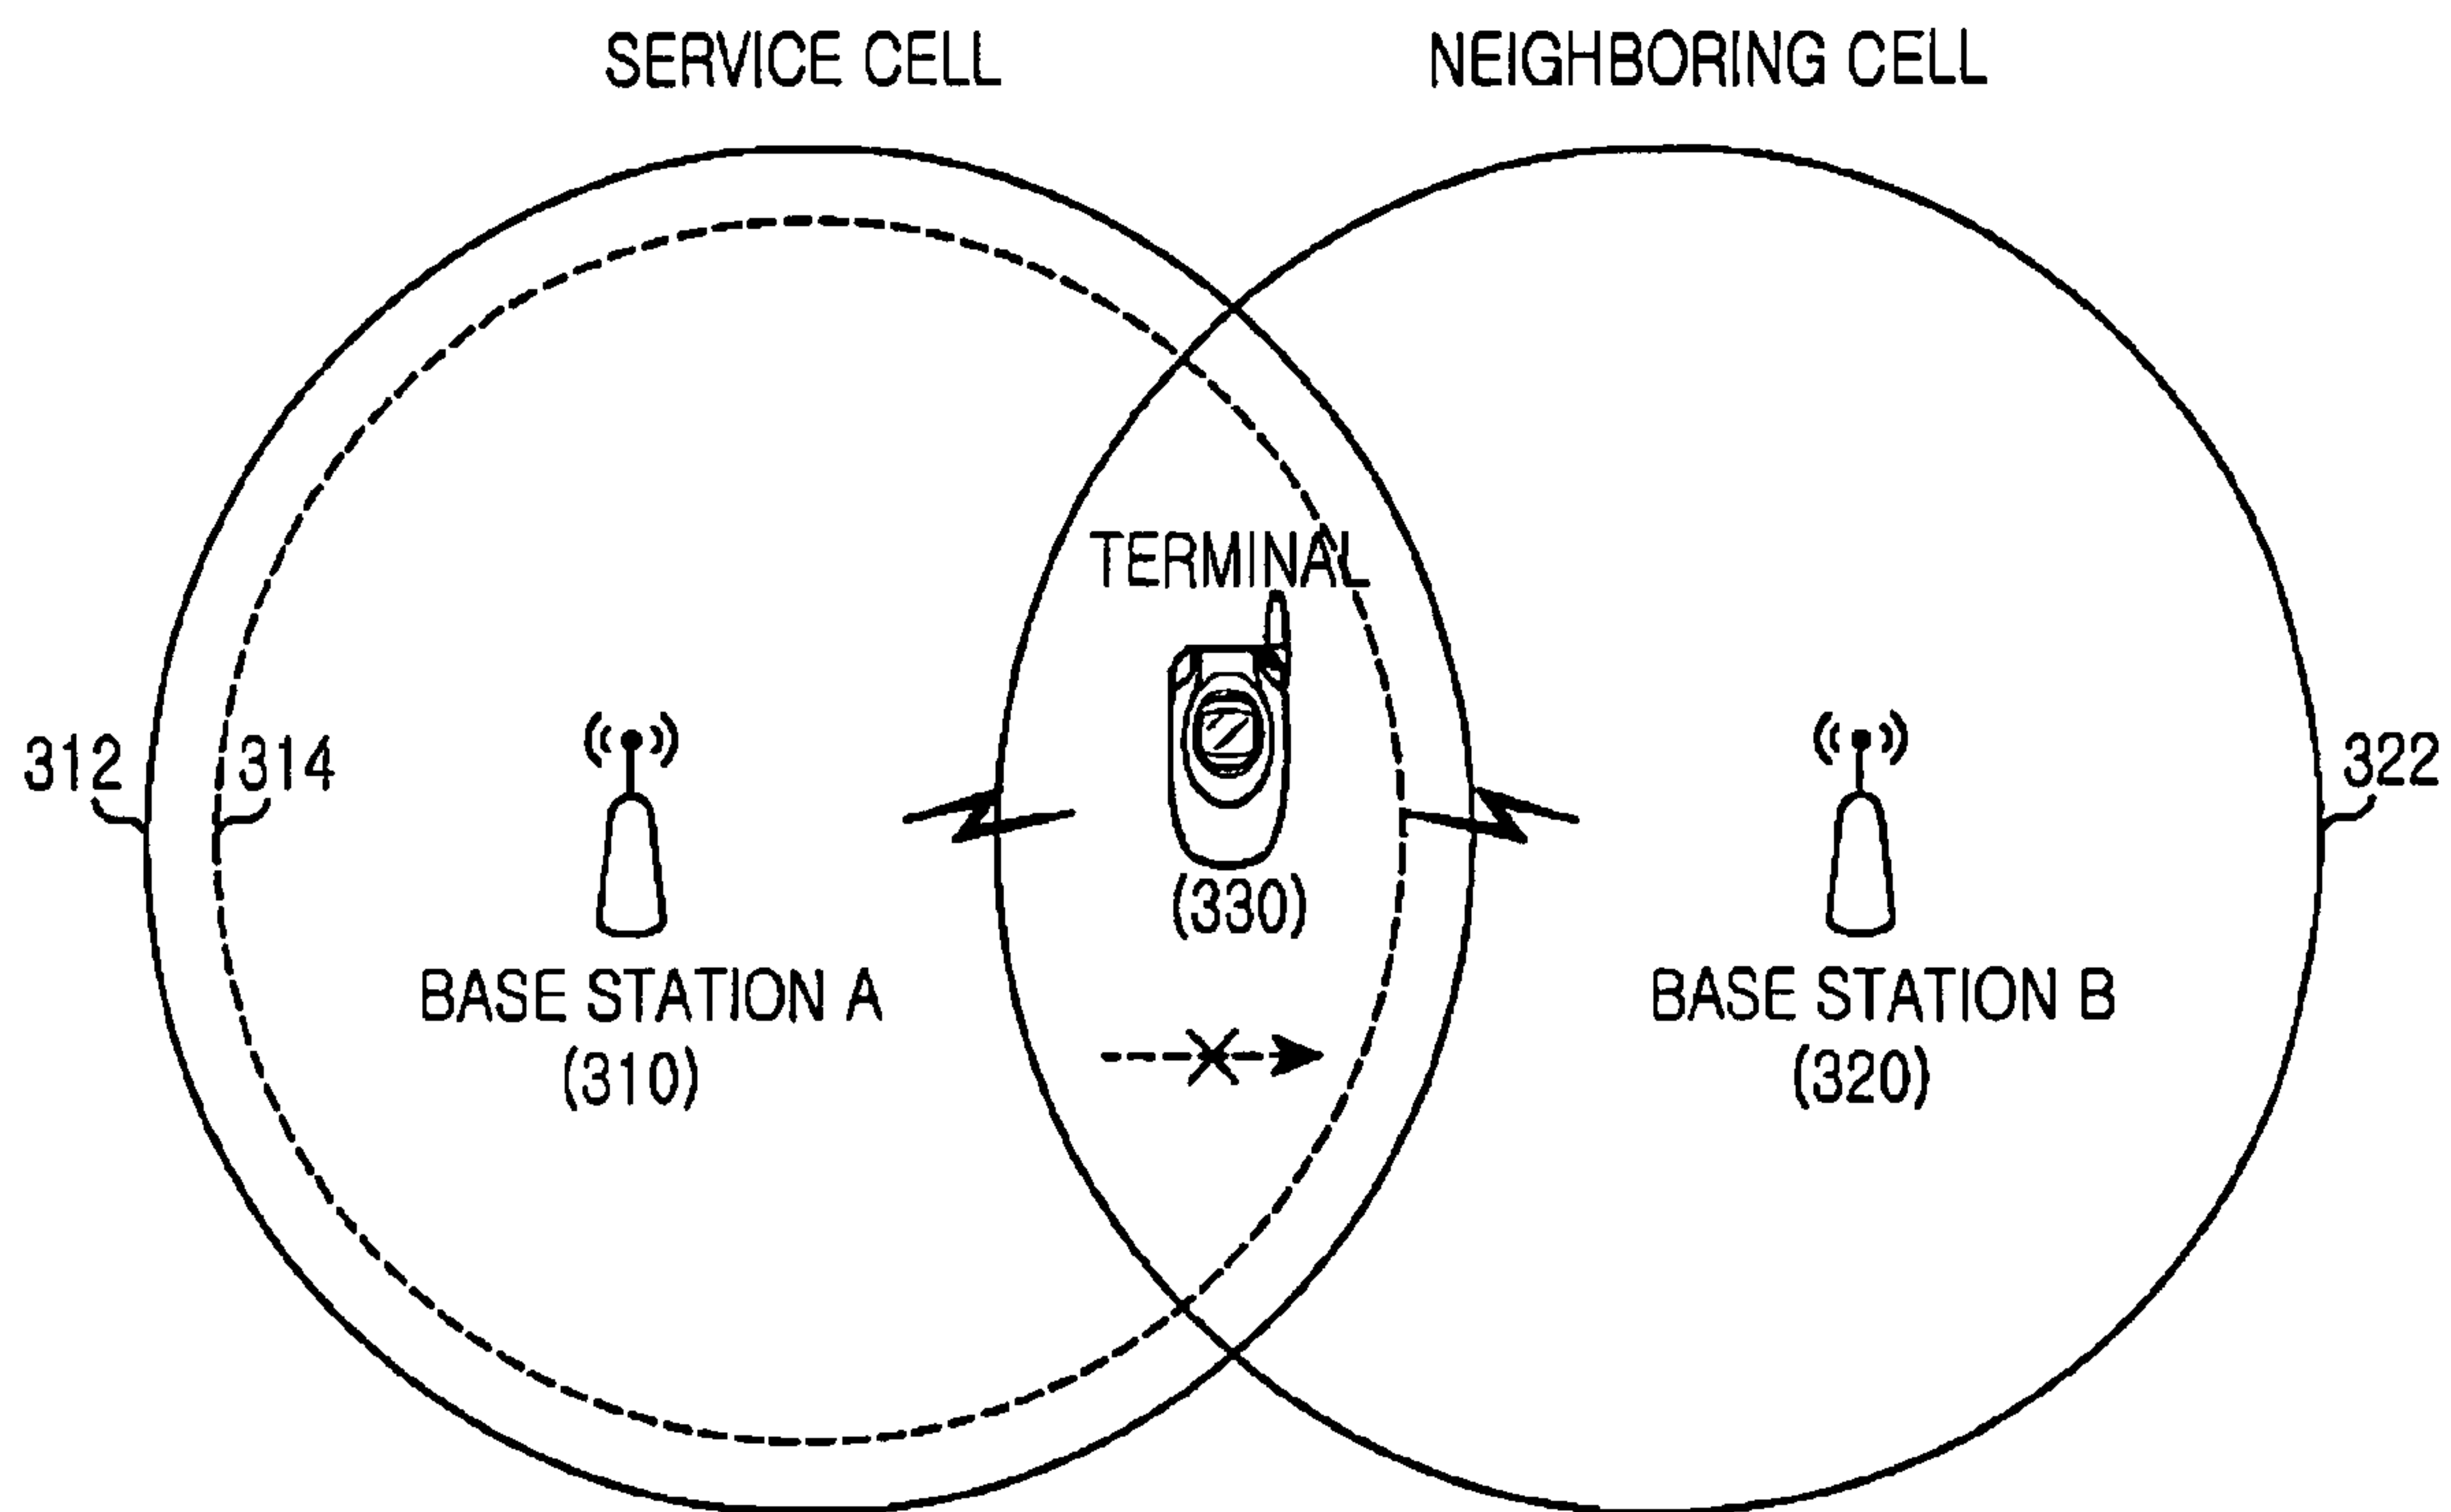 SERVICE CELL
NEIGHBORING CELL
TERMINAL
312
314
322
(330)
BASE STATION A
(310)
BASE STATION B
(320)